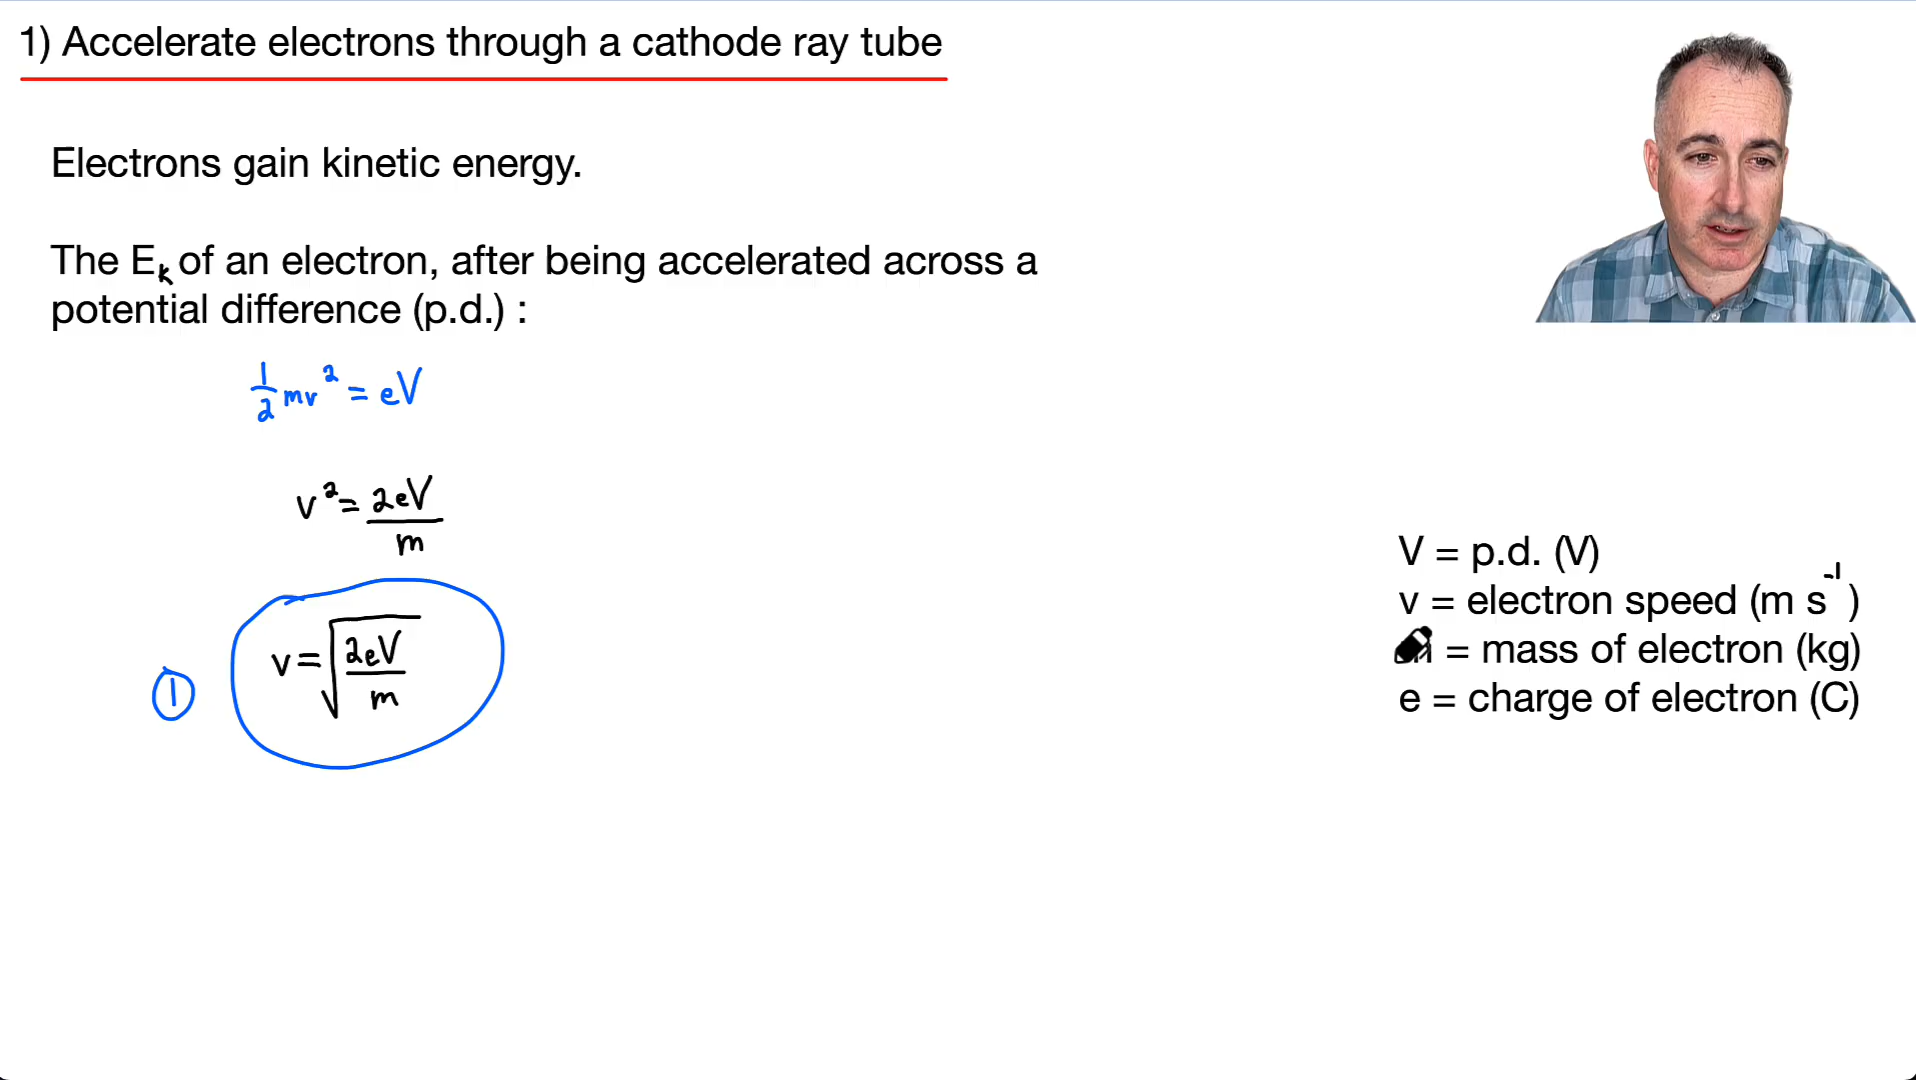 1) Accelerate electrons through a cathode ray tube
Electrons gain kinetic energy.
The Eₖ of an electron, after being accelerated across a
potential difference (p.d.) :
½mv² = eV
v² = 2eV/m
① v = √(2eV/m)
V = p.d. (V)
v = electron speed (m s⁻¹)
= mass of electron (kg)
e = charge of electron (C)